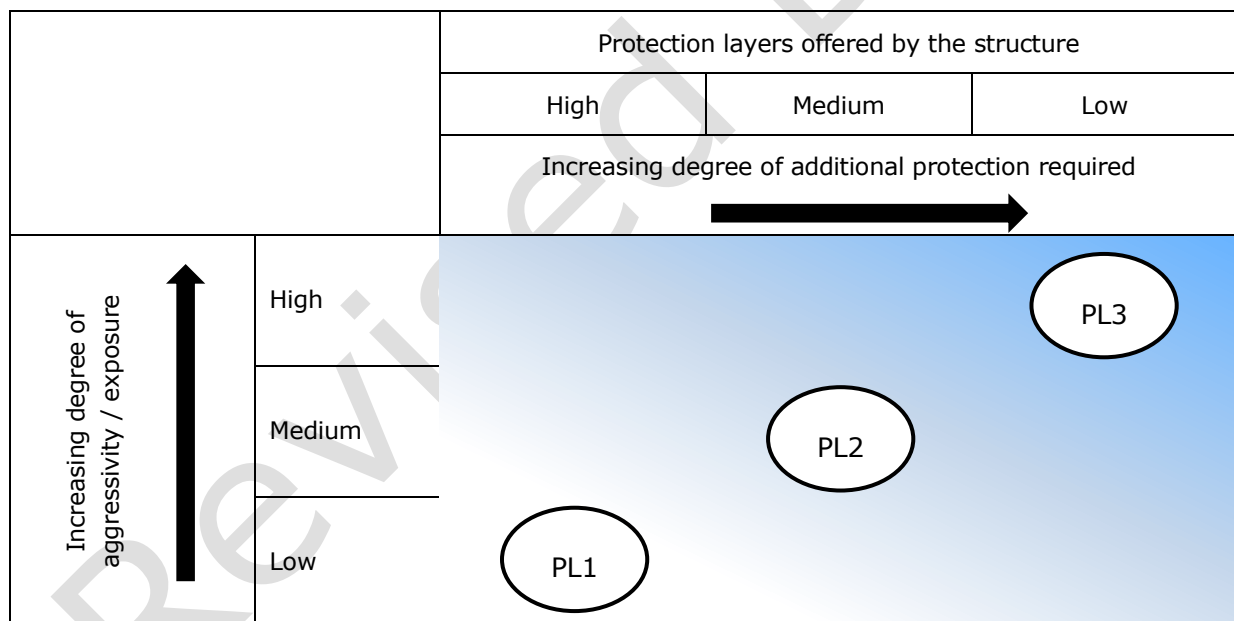 Protection layers offered by the structure
High
Medium
Low
Increasing degree of additional protection required
Increasing degree of
aggressivity / exposure
High
PL3
Medium
PL2
Low
PL1
Revised